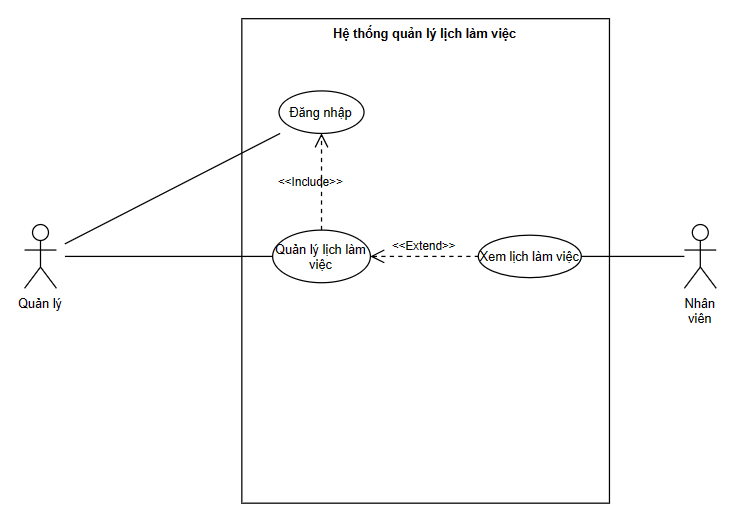 Hệ thống quản lý lịch làm việc
Đăng nhập
<<Include>>
Quản lý lịch làm
việc
<<Extend>>
Xem lịch làm việc
Quản lý
Nhân
viên